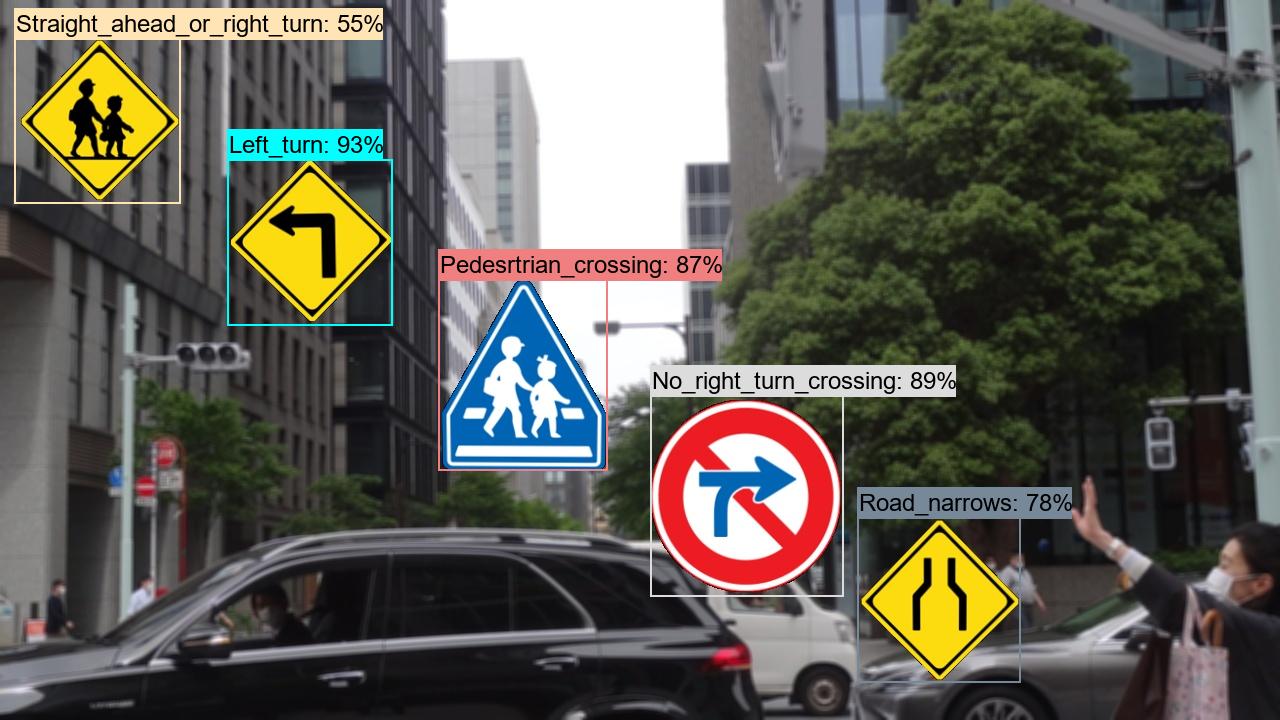 Straight_ahead_or_right_turn: 55%
Left_turn: 93%
Pedesrtrian_crossing: 87%
No_right_turn_crossing: 89%
Road_narrows: 78%